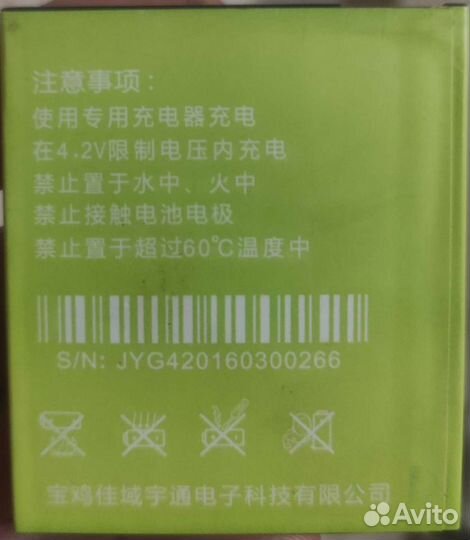 注意事项：
使用专用充电器充电
在4.2V限制电压内充电
禁止置于水中、火中
禁止接触电池电极
禁止置于超过60℃温度中
S/N: JYG420160300266
宝鸡佳域宇通电子科技有限公司
Avito